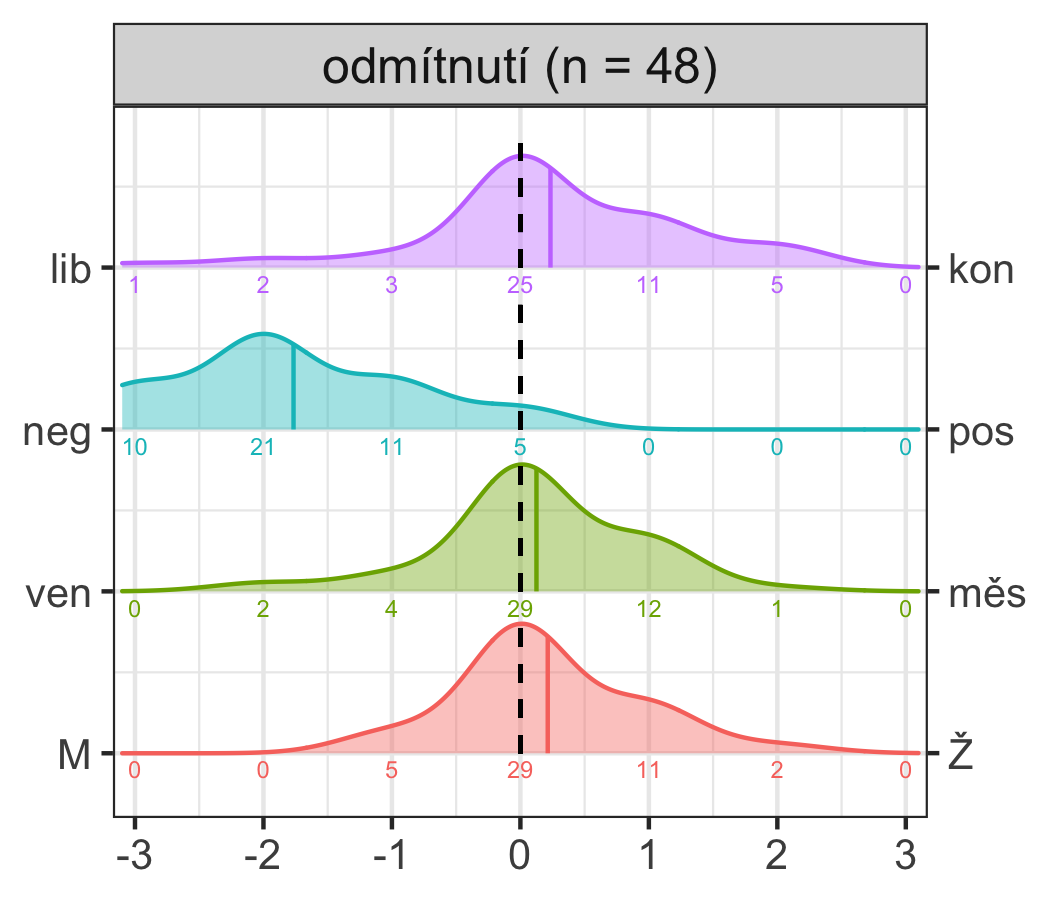 odmítnutí (n = 48)
lib kon
1 2 3 25 11 5 0
neg pos
10 21 11 5 0 0 0
ven měs
0 2 4 29 12 1 0
M Ž
0 0 5 29 11 2 0
-3 -2 -1 0 1 2 3